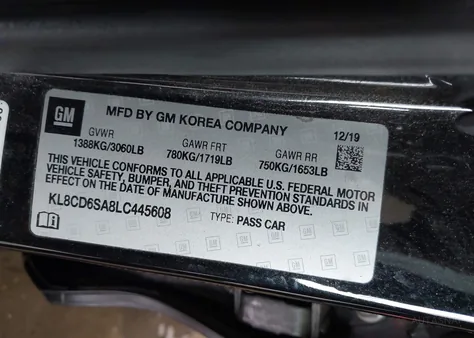 GM
MFD BY GM KOREA COMPANY
GVWR GAWR FRT GAWR RR 12/19
1388KG/3060LB 780KG/1719LB 750KG/1653LB
THIS VEHICLE CONFORMS TO ALL APPLICABLE U.S. FEDERAL MOTOR
VEHICLE SAFETY, BUMPER, AND THEFT PREVENTION STANDARDS IN
EFFECT ON THE DATE OF MANUFACTURE SHOWN ABOVE.
KL8CD6SA8LC445608 TYPE: PASS CAR